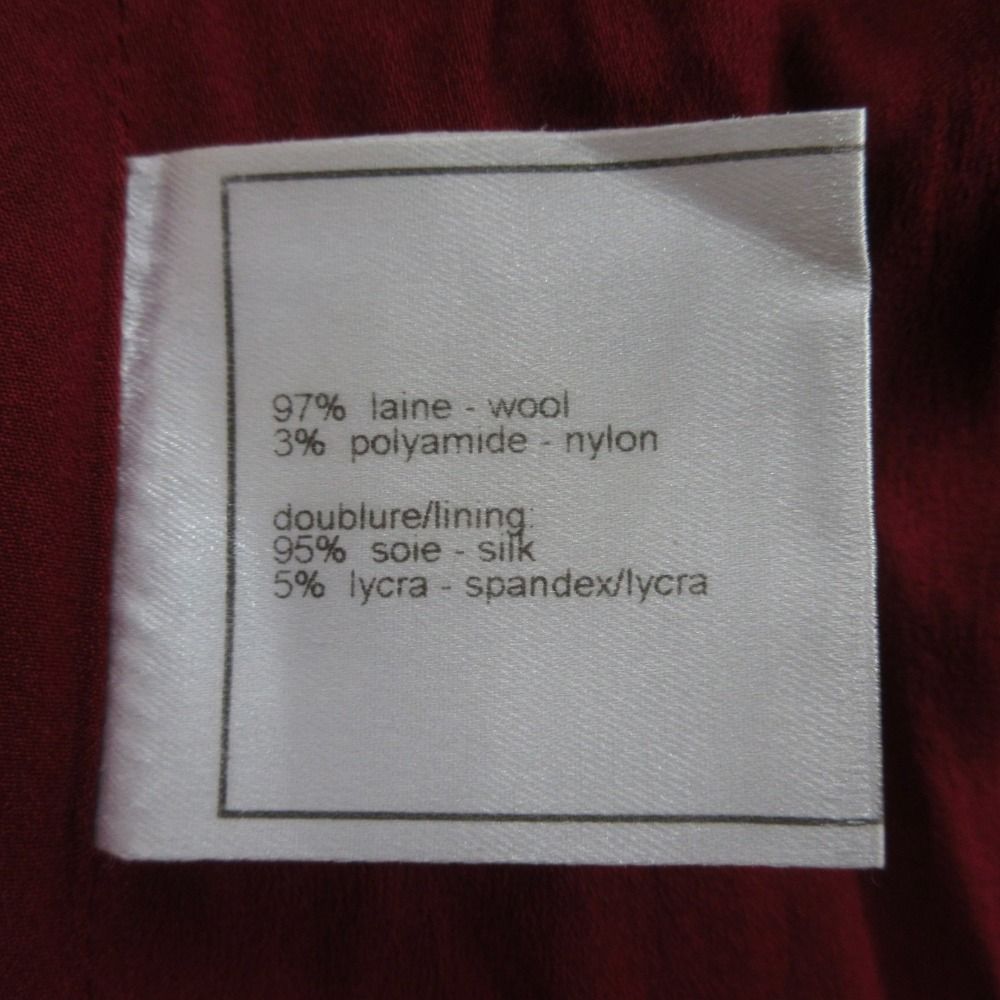 97% laine - wool
3% polyamide - nylon
doublure/lining:
95% soie - silk
5% lycra - spandex/lycra